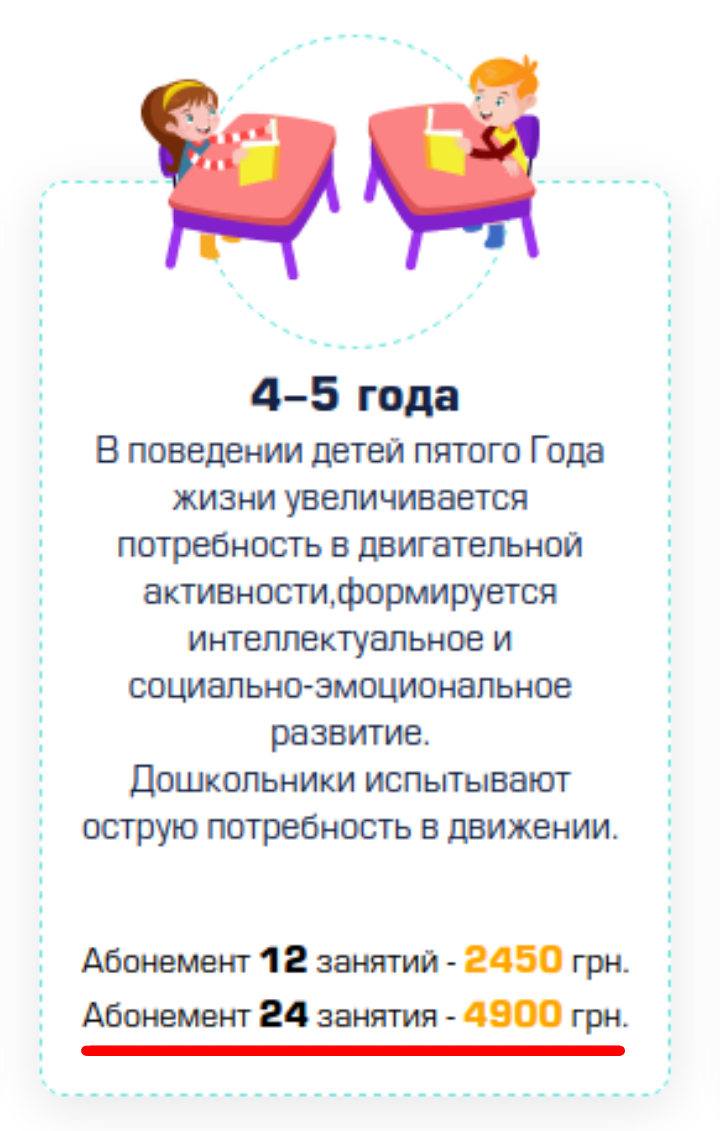 4–5 года
В поведении детей пятого Года
жизни увеличивается
потребность в двигательной
активности,формируется
интеллектуальное и
социально-эмоциональное
развитие.
Дошкольники испытывают
острую потребность в движении.
Абонемент 12 занятий - 2450 грн.
Абонемент 24 занятия - 4900 грн.